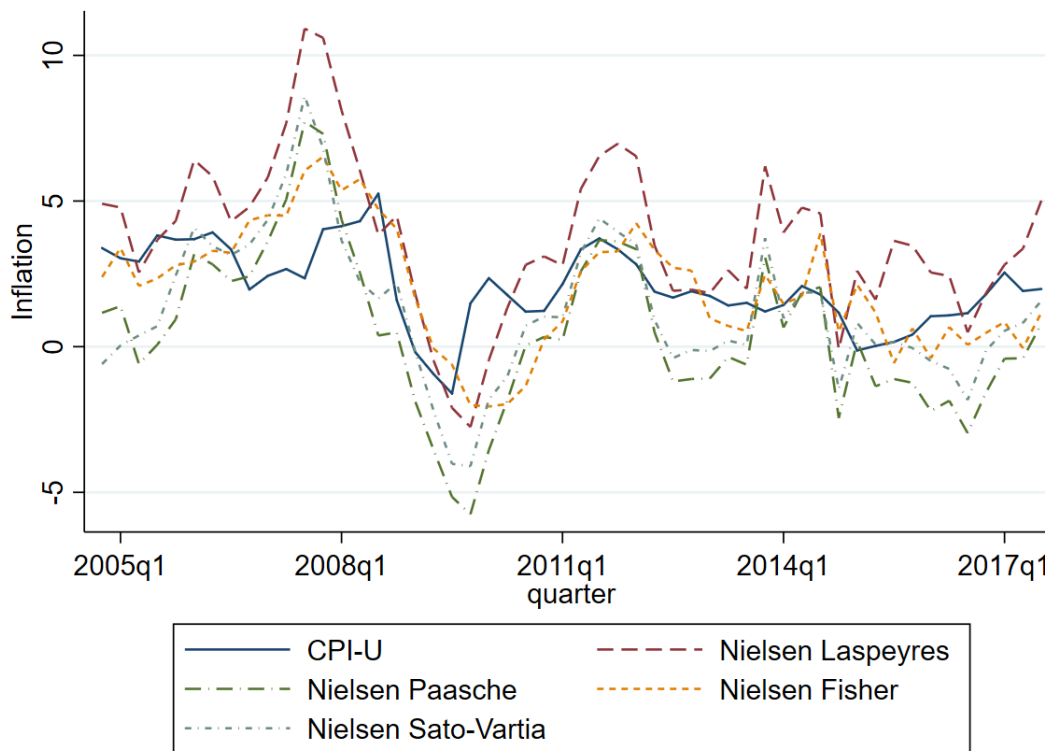 Inflation
10
5
0
-5
2005q1 2008q1 2011q1 2014q1 2017q1
quarter
CPI-U Nielsen Laspeyres
Nielsen Paasche Nielsen Fisher
Nielsen Sato-Vartia